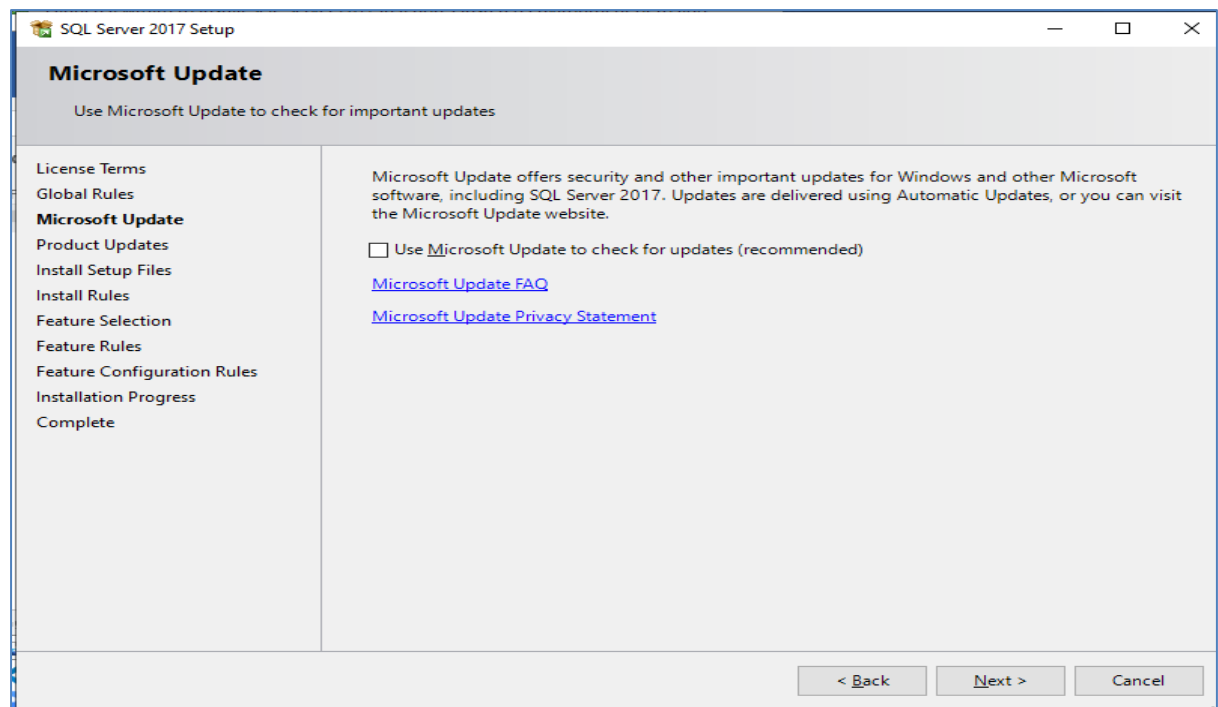 SQL Server 2017 Setup
Microsoft Update
Use Microsoft Update to check for important updates
License Terms
Global Rules
Microsoft Update
Product Updates
Install Setup Files
Install Rules
Feature Selection
Feature Rules
Feature Configuration Rules
Installation Progress
Complete
Microsoft Update offers security and other important updates for Windows and other Microsoft
software, including SQL Server 2017. Updates are delivered using Automatic Updates, or you can visit
the Microsoft Update website.
Use Microsoft Update to check for updates (recommended)
Microsoft Update FAQ
Microsoft Update Privacy Statement
< Back
Next >
Cancel